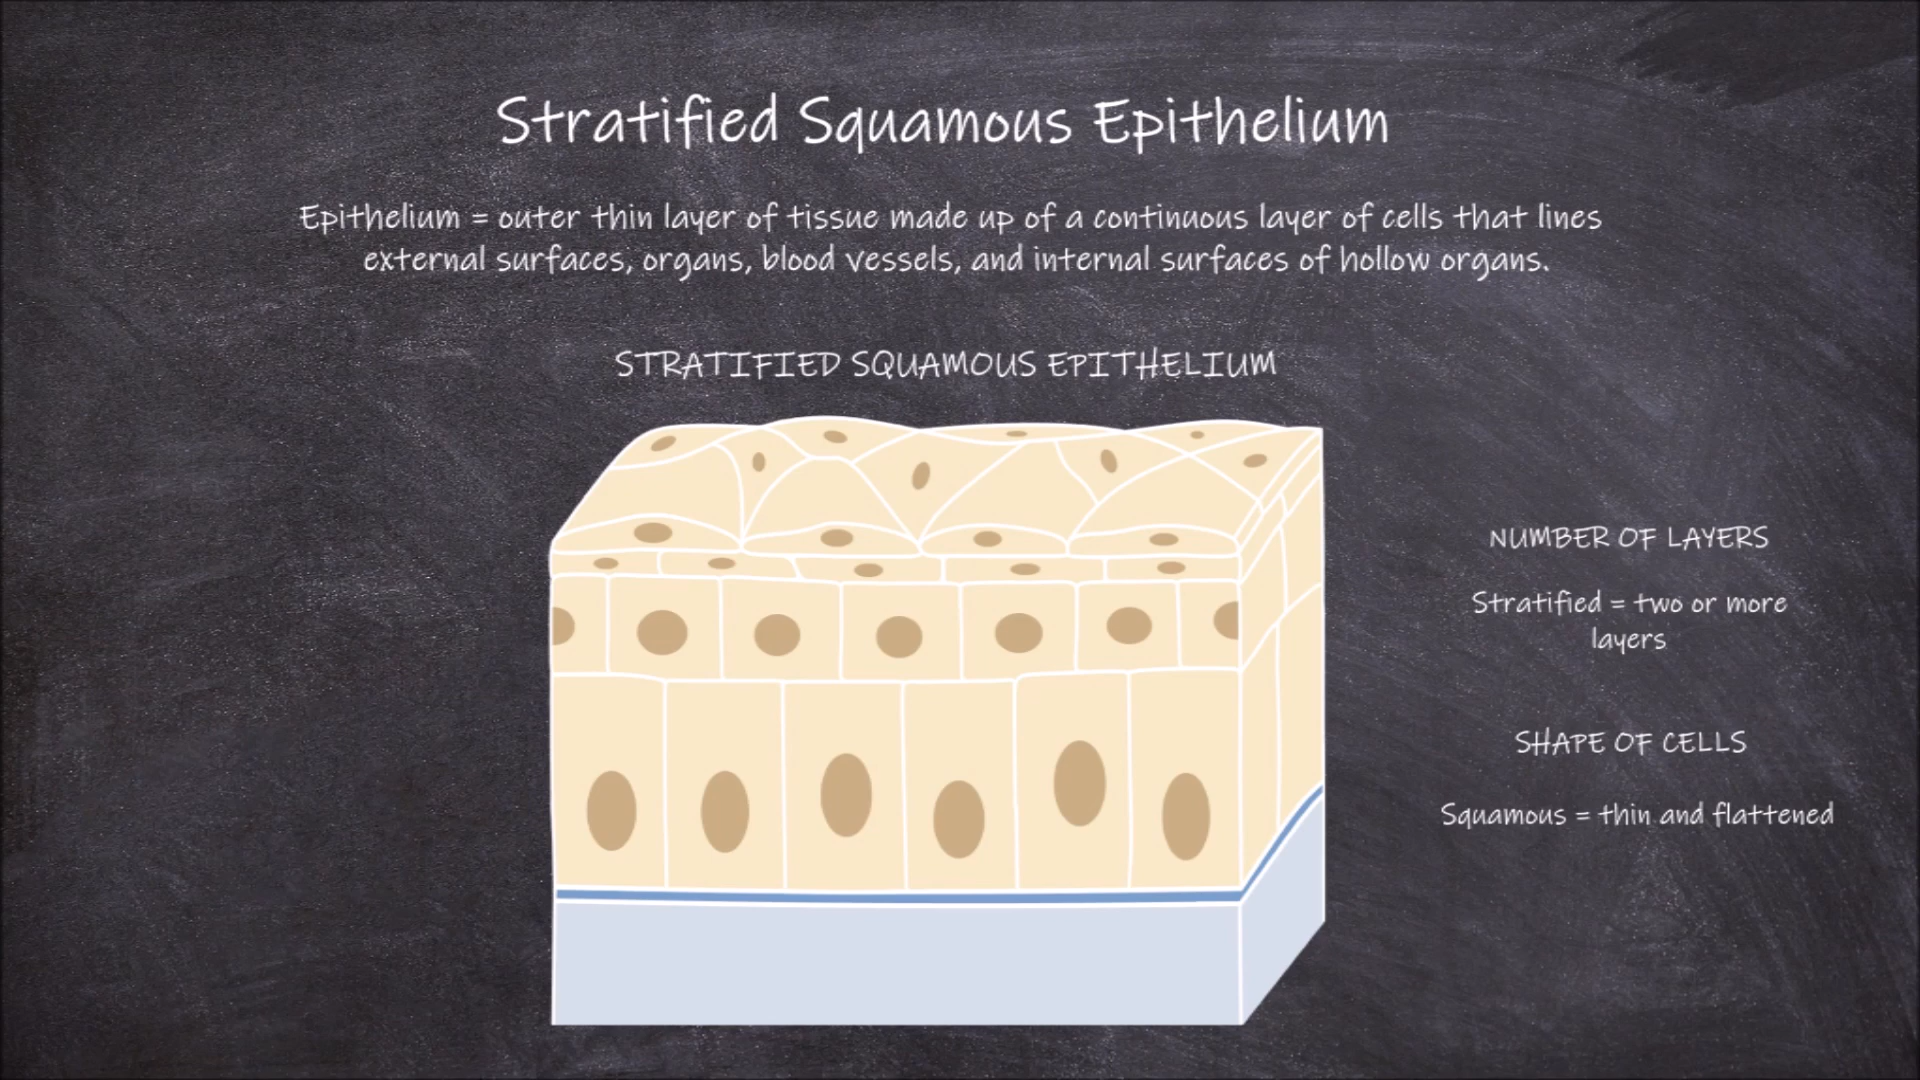 Stratified Squamous Epithelium
Epithelium = outer thin layer of tissue made up of a continuous layer of cells that lines
external surfaces, organs, blood vessels, and internal surfaces of hollow organs.
STRATIFIED SQUAMOUS EPITHELIUM
NUMBER OF LAYERS
Stratified = two or more
layers
SHAPE OF CELLS
Squamous = thin and flattened